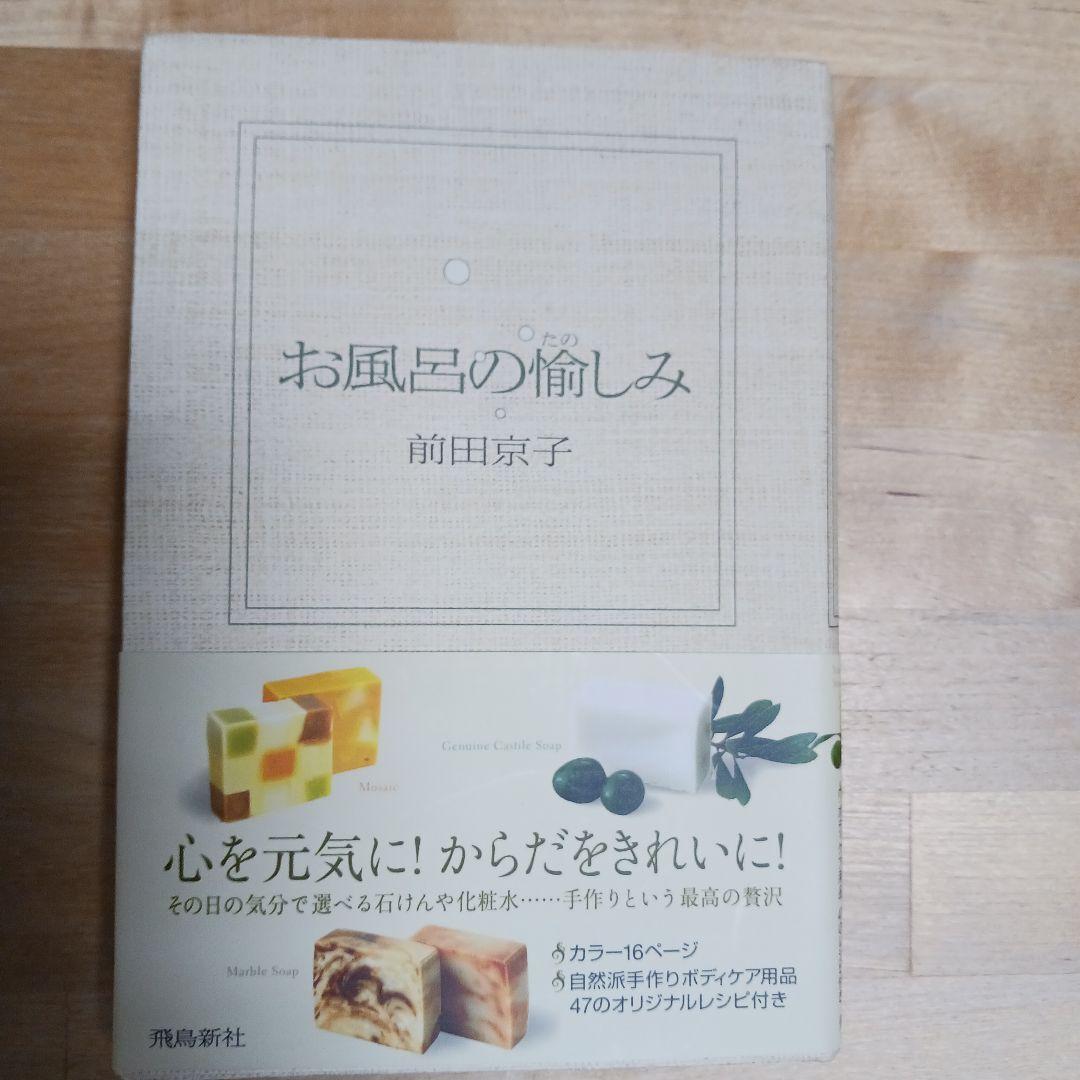 たの
お風呂の愉しみ
前田京子
Genuine Castile Soap
Mosaic
心を元気に!からだをきれいに!
その日の気分で選べる石けんや化粧水……手作りという最高の贅沢
Marble Soap
カラー16ページ
自然派手作りボディケア用品
47のオリジナルレシピ付き
飛鳥新社